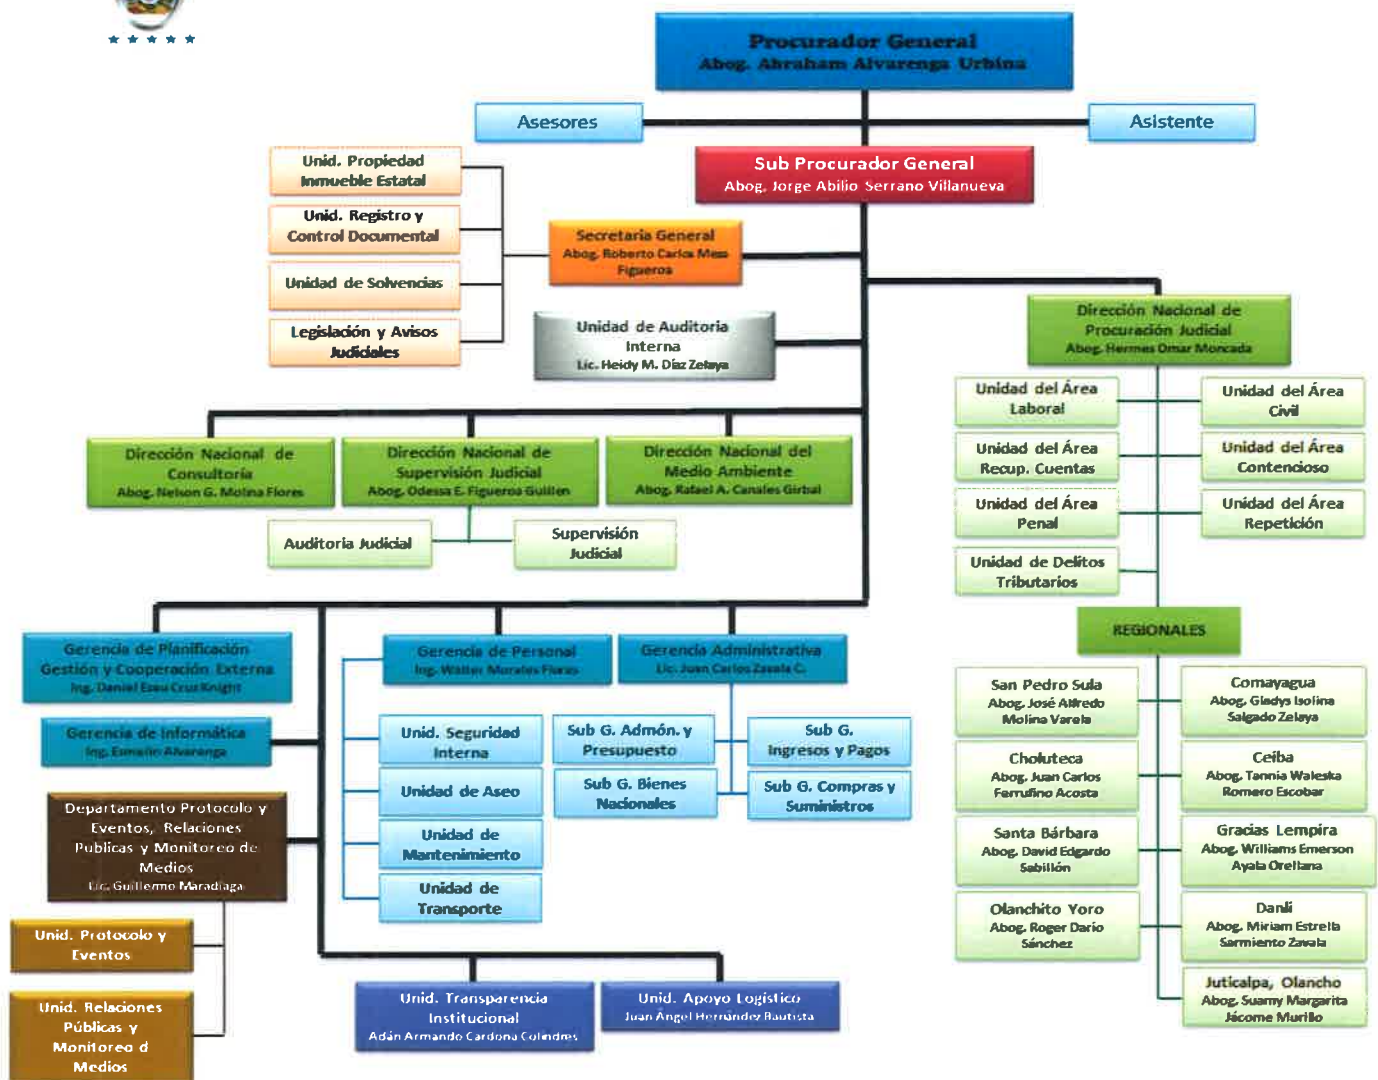 Procurador General
Abog. Abraham Alvarenga Urbina
Asesores
Asistente
Sub Procurador General
Abog. Jorge Abilio Serrano Villanueva
Unid. Propiedad
Inmueble Estatal
Unid. Registro y
Control Documental
Unidad de Solvencias
Legislación y Avisos
Judiciales
Secretaria General
Abog. Roberto Carlos Meza
Figueroa
Unidad de Auditoria
Interna
Lic. Heidy M. Díaz Zelaya
Dirección Nacional de
Procuración Judicial
Abog. Hermes Omar Moncada
Unidad del Área
Laboral
Unidad del Área
Civil
Unidad del Área
Recup. Cuentas
Unidad del Área
Contencioso
Unidad del Área
Penal
Unidad del Área
Repetición
Unidad de Delitos
Tributarios
Dirección Nacional de
Consultoría
Abog. Nelson G. Molina Flores
Dirección Nacional de
Supervisión Judicial
Abog. Odessa E. Figueroa Guillen
Dirección Nacional del
Medio Ambiente
Abog. Rafael A. Canales Girbal
Auditoria Judicial
Supervisión
Judicial
Gerencia de Planificación
Gestión y Cooperación Externa
Ing. Daniel Esau Cruz Knight
Gerencia de Personal
Ing. Walter Morales Flores
Gerencia Administrativa
Lic. Juan Carlos Zavala C.
Gerencia de Informática
Ing. Alvarenga
Unid. Seguridad
Interna
Unidad de Aseo
Unidad de
Mantenimiento
Unidad de
Transporte
Sub G. Admón. y
Presupuesto
Sub G.
Ingresos y Pagos
Sub G. Bienes
Nacionales
Sub G. Compras y
Suministros
Departamento Protocolo y
Eventos, Relaciones
Publicas y Monitoreo de
Medios
Lic. Guillermo Maradiaga
Unid. Protocolo y
Eventos
Unid. Relaciones
Públicas y
Monitoreo d
Medios
Unid. Transparencia
Institucional
Adán Armando Cardona Colindres
Unid. Apoyo Logístico
Juan Ángel Hernández Bautista
REGIONALES
San Pedro Sula
Abog. José Alfredo
Molina Varela
Comayagua
Abog. Gladys Isolina
Salgado Zelaya
Choluteca
Abog. Juan Carlos
Ferrufino Acosta
Ceiba
Abog. Tannia Waleska
Romero Escobar
Santa Bárbara
Abog. David Edgardo
Sabillón
Gracias Lempira
Abog. Williams Emerson
Ayala Orellana
Olanchito Yoro
Abog. Roger Darío
Sánchez
Danlí
Abog. Miriam Estrella
Sarmiento Zavala
Juticalpa, Olancho
Abog. Suamy Margarita
Jácome Murillo